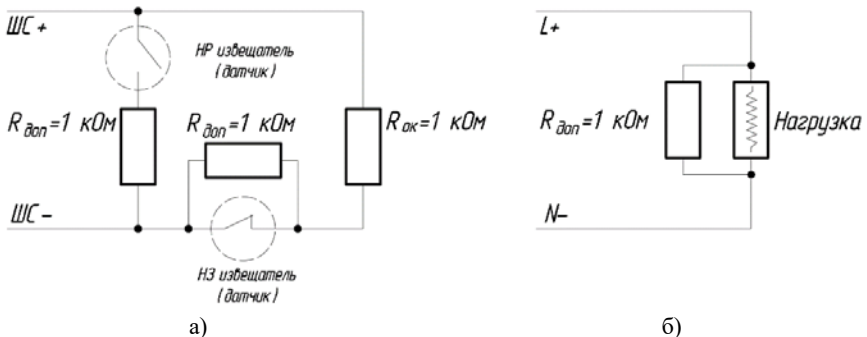 ШС +
L+
НР извещатель
(датчик)
R доп=1 кОм
R доп=1 кОм
R ок=1 кОм
R доп=1 кОм
Нагрузка
ШС –
N–
НЗ извещатель
(датчик)
а)
б)